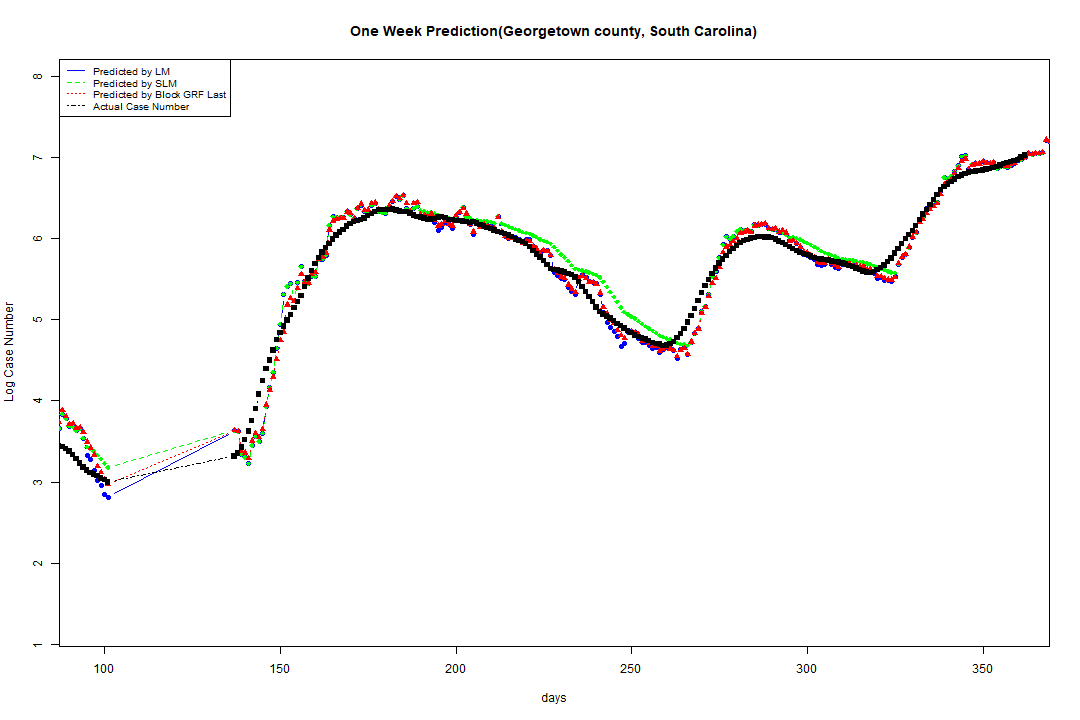 One Week Prediction(Georgetown county, South Carolina)
Predicted by LM
Predicted by SLM
Predicted by Block GRF Last
Actual Case Number
8
7
6
5
4
3
2
1
Log Case Number
100 150 200 250 300 350
days